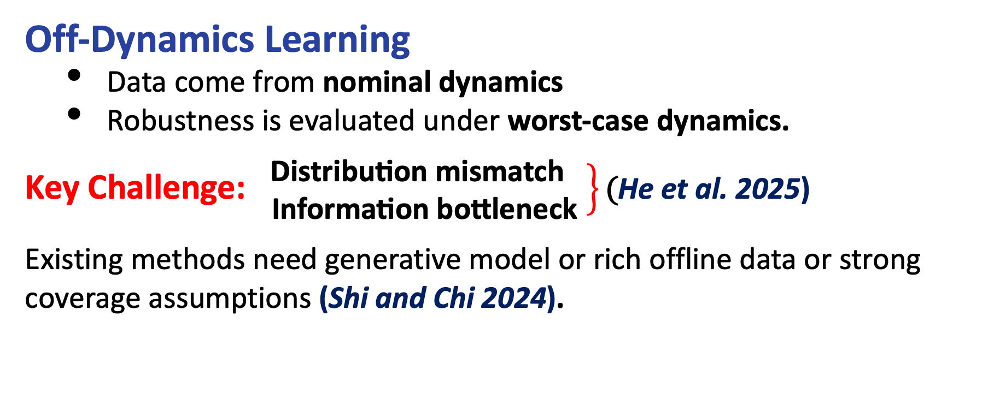 Off-Dynamics Learning
• Data come from nominal dynamics
• Robustness is evaluated under worst-case dynamics.
Key Challenge: Distribution mismatch
Information bottleneck } (He et al. 2025)
Existing methods need generative model or rich offline data or strong
coverage assumptions (Shi and Chi 2024).